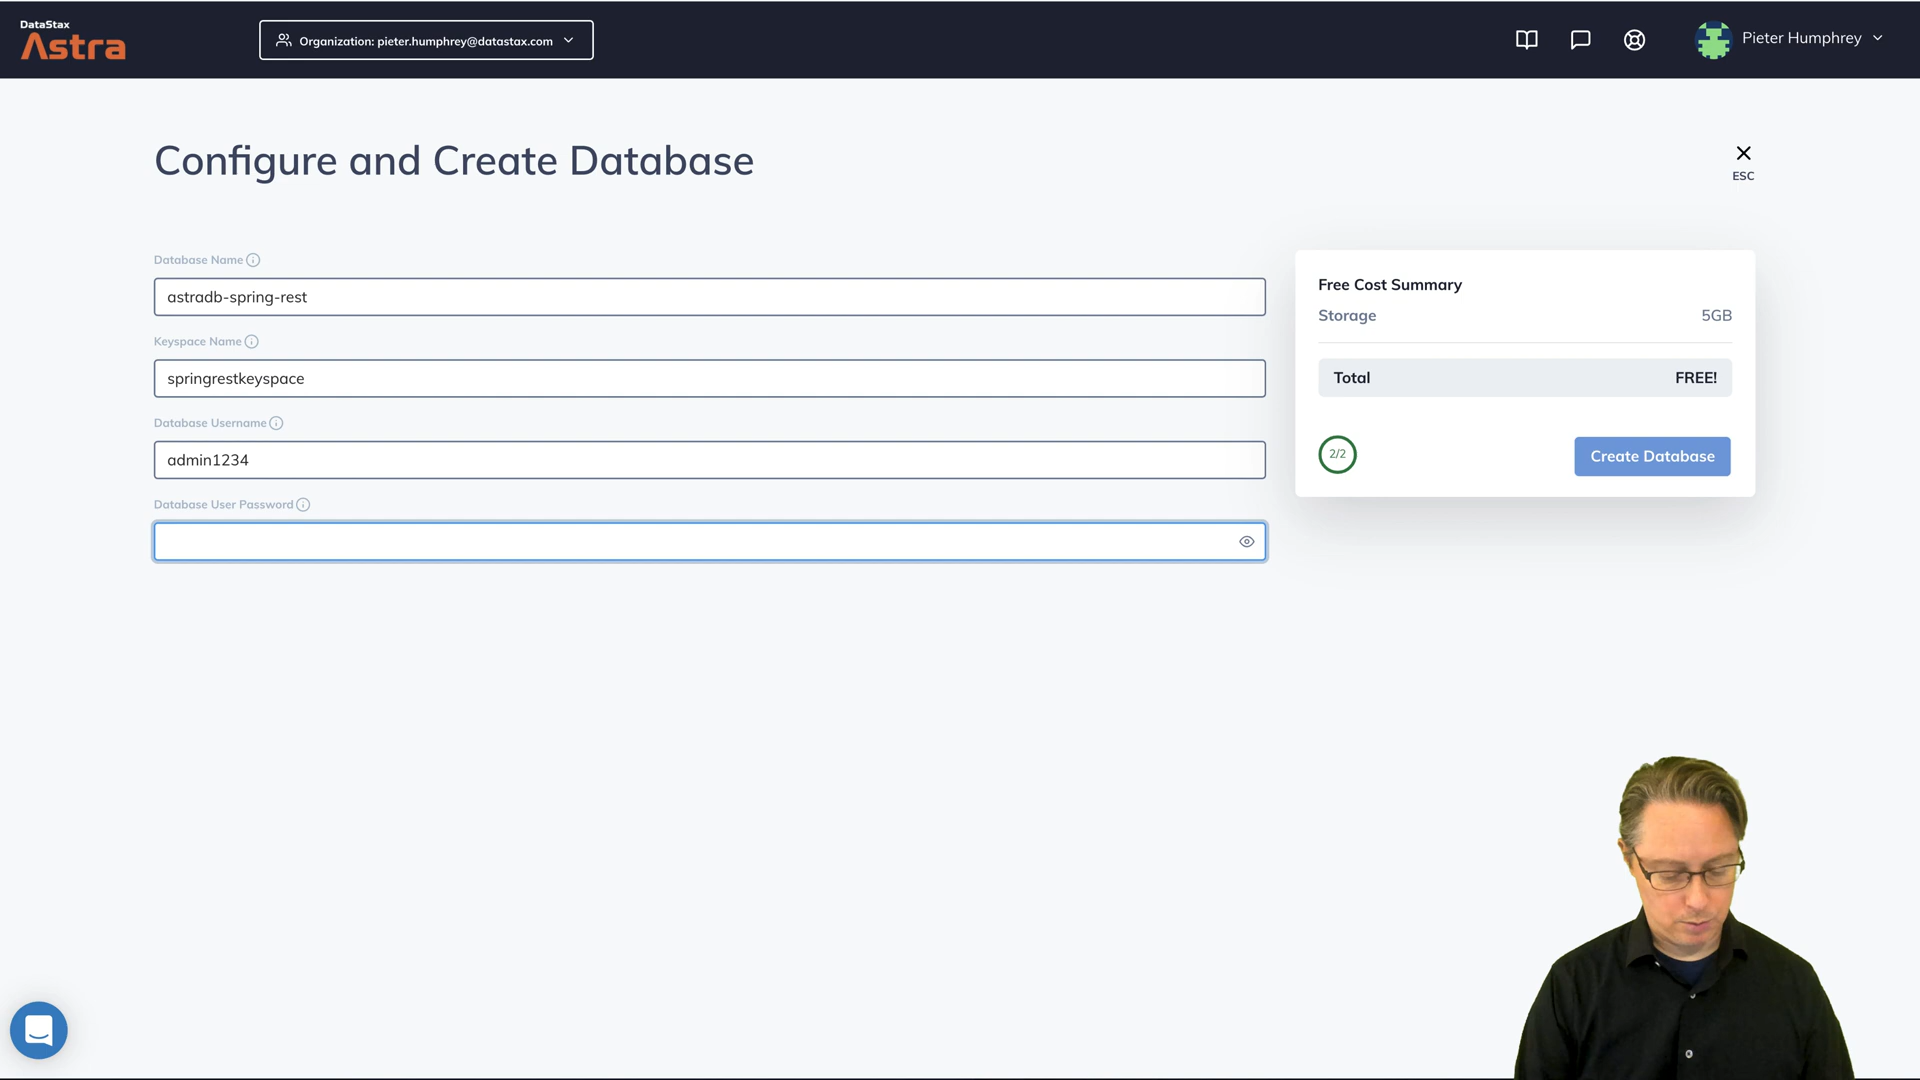 DataStax
Astra
Organization: pieter.humphrey@datastax.com
Pieter Humphrey
Configure and Create Database
ESC
Database Name
astradb-spring-rest
Keyspace Name
springrestkeyspace
Database Username
admin1234
Database User Password
Free Cost Summary
Storage 5GB
Total FREE!
2/2
Create Database